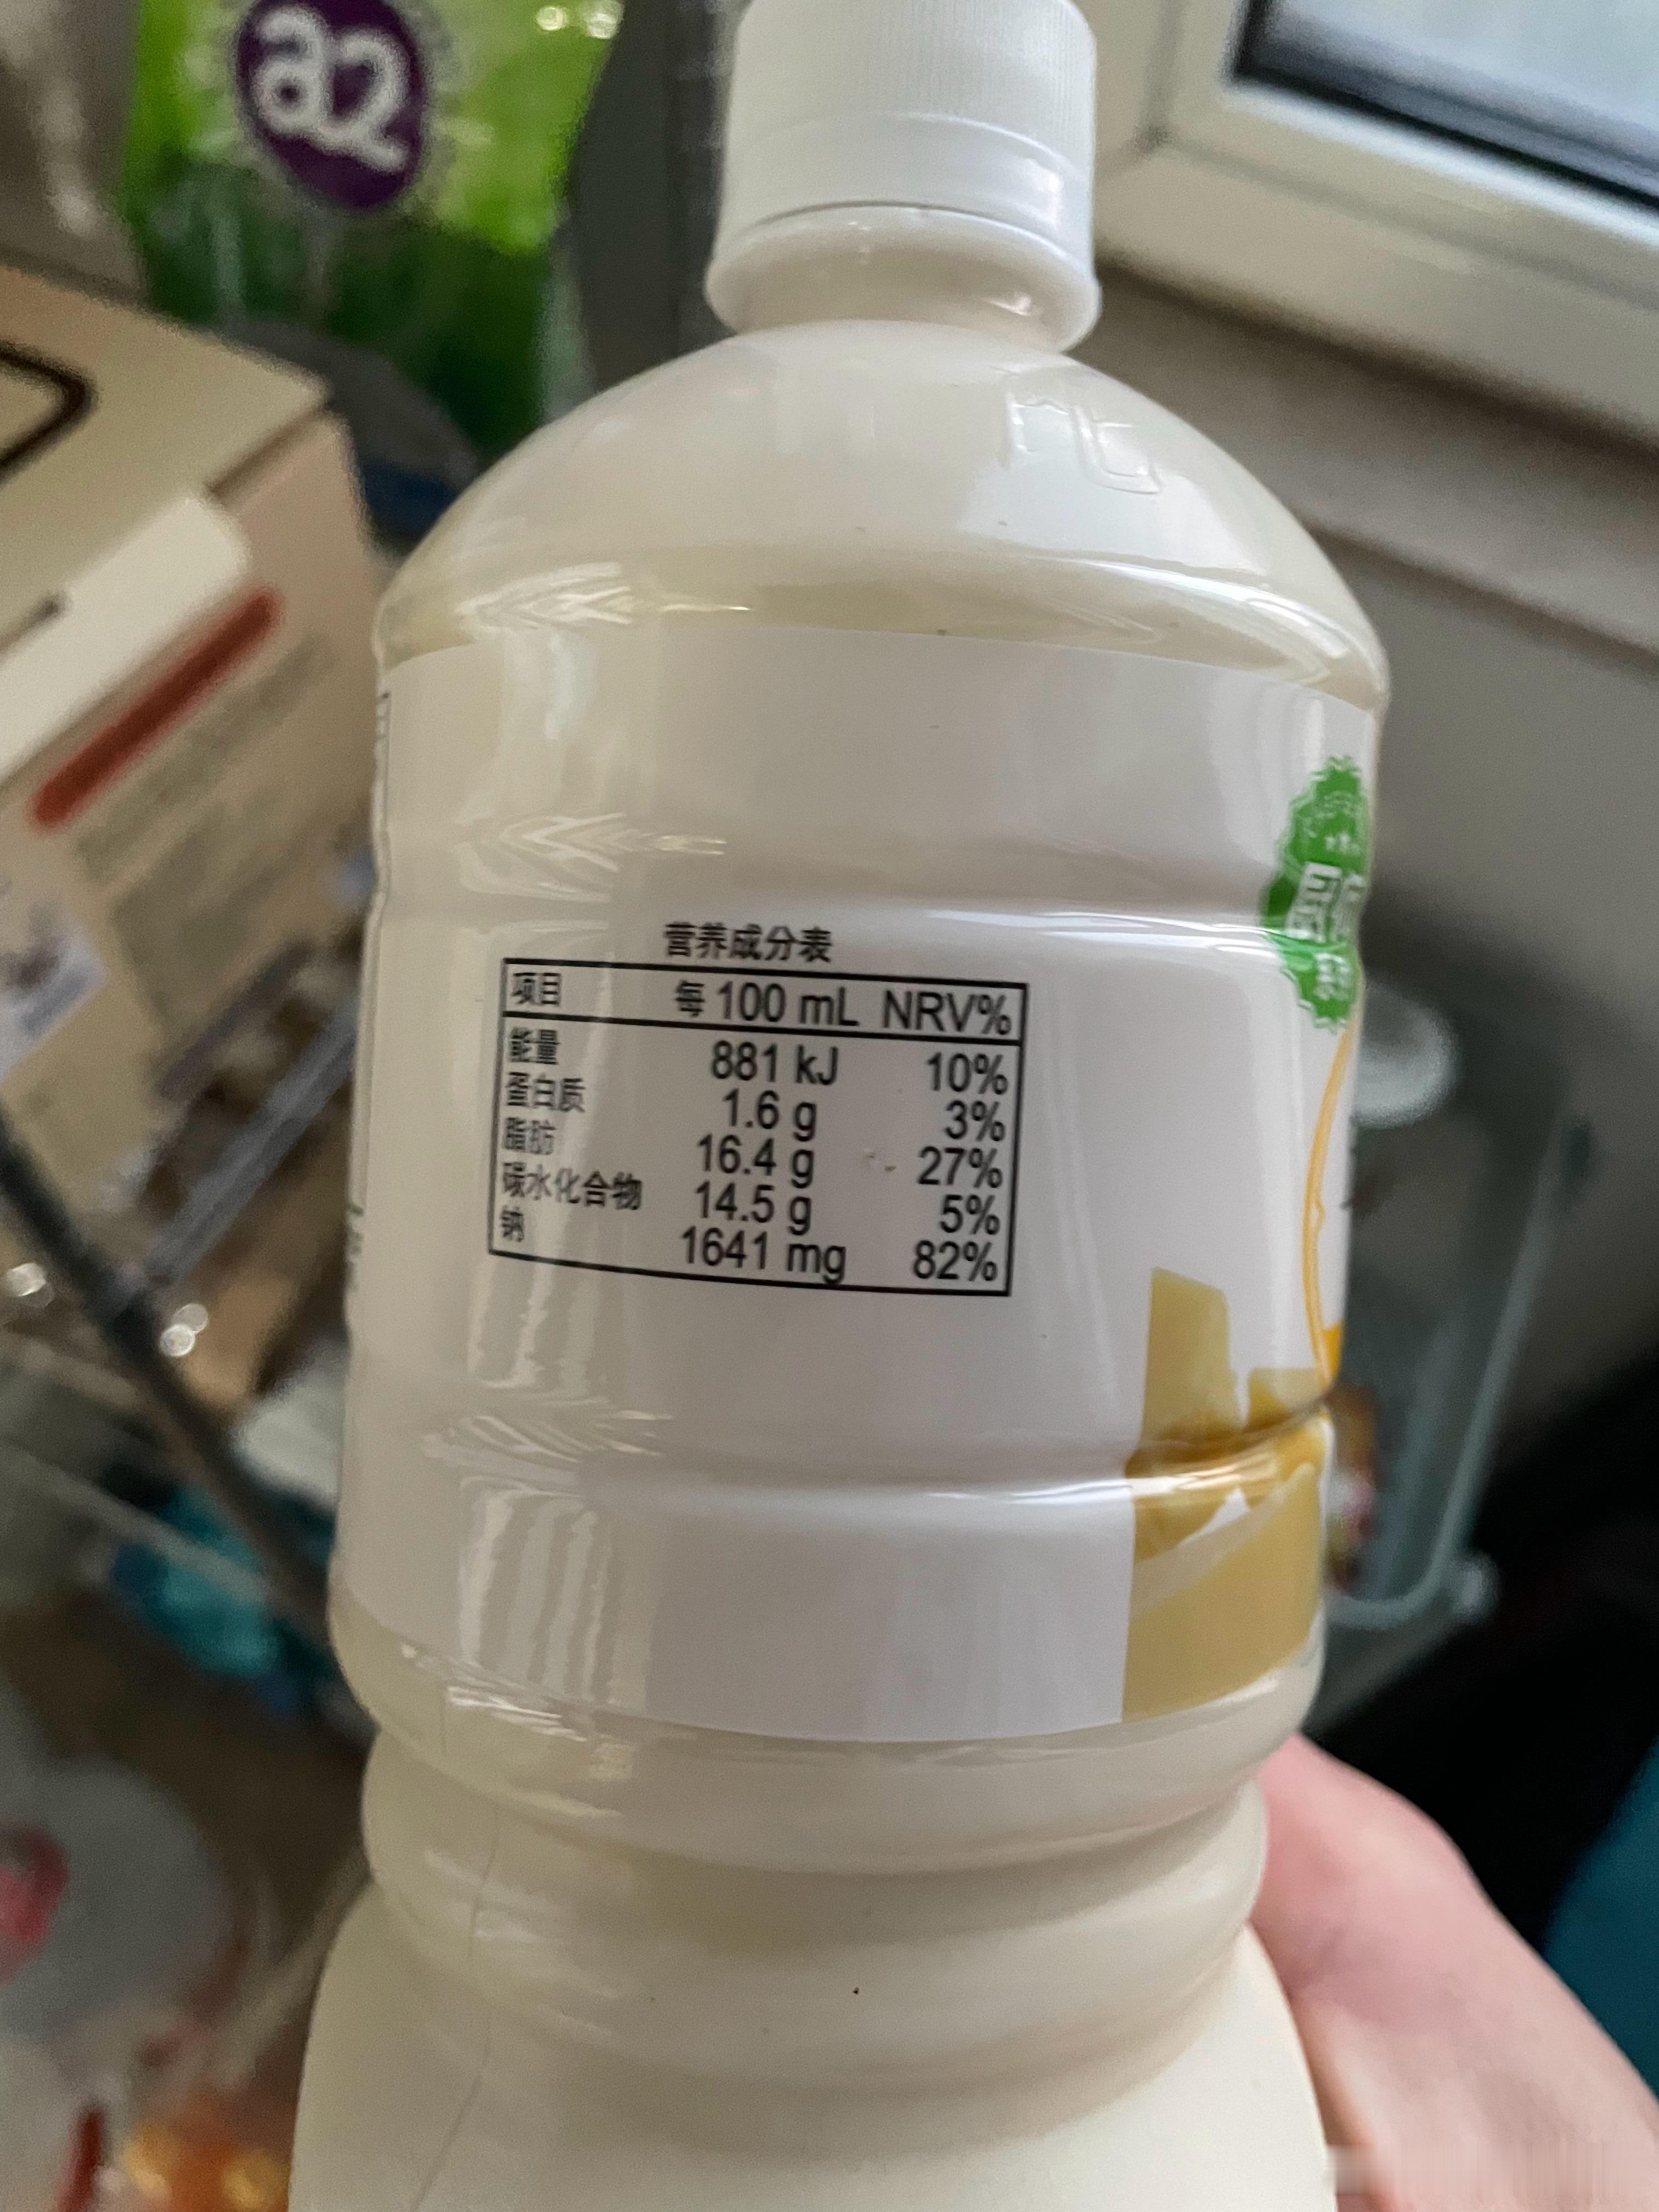 a2
营养成分表
项目 每100 mL NRV%
能量 881 kJ 10%
蛋白质 1.6 g 3%
脂肪 16.4 g 27%
碳水化合物 14.5 g 5%
钠 1641 mg 82%